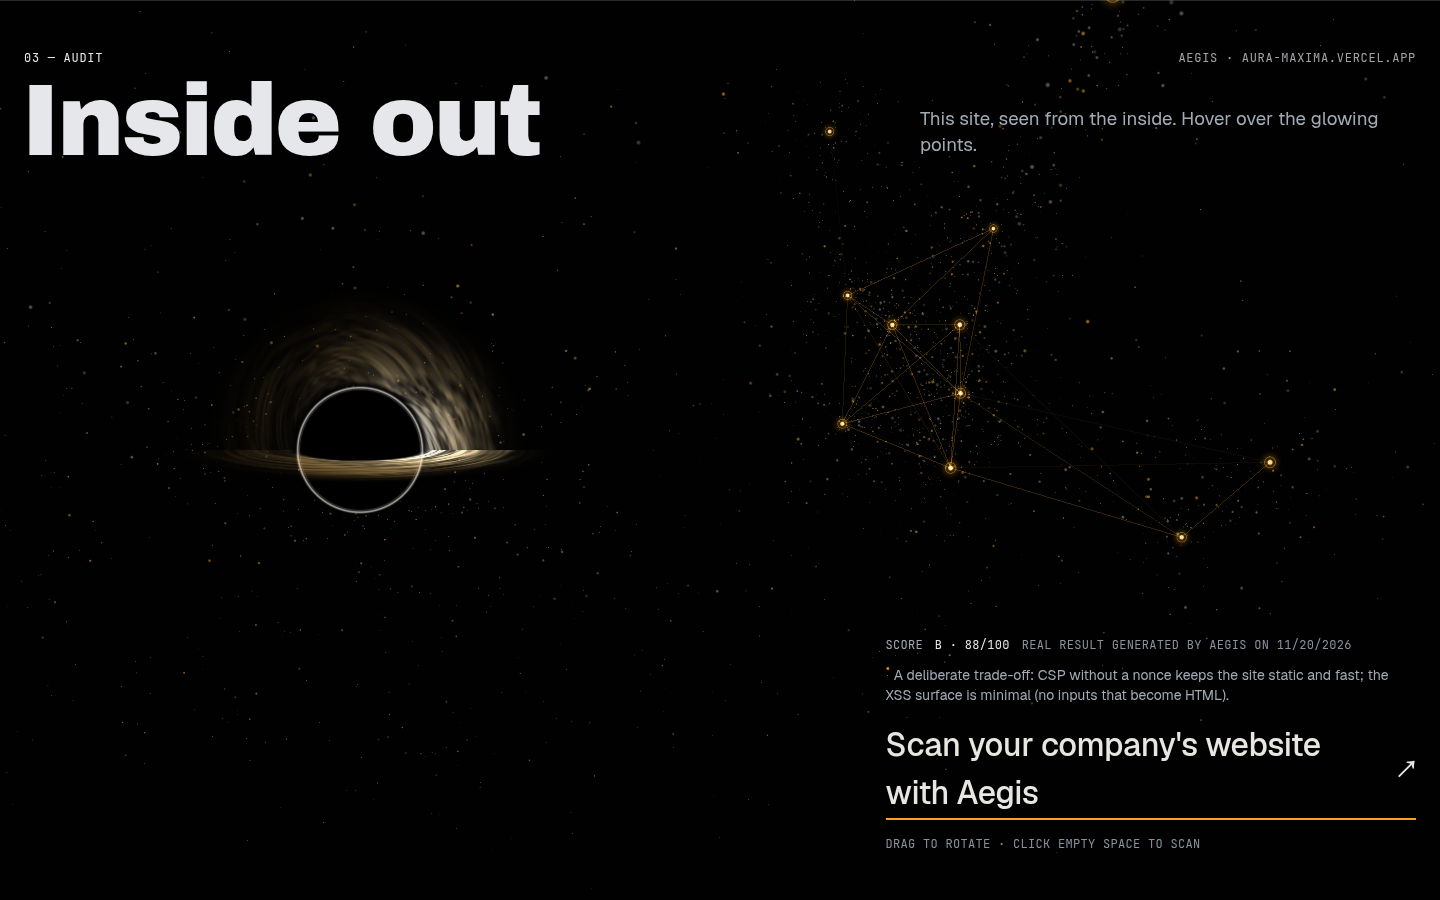 03 — AUDIT
AEGIS · AURA-MAXIMA.VERCEL.APP
Inside out
This site, seen from the inside. Hover over the glowing
points.
SCORE B · 88/100 REAL RESULT GENERATED BY AEGIS ON 11/20/2026
A deliberate trade-off: CSP without a nonce keeps the site static and fast; the
XSS surface is minimal (no inputs that become HTML).
Scan your company's website
with Aegis
↗
DRAG TO ROTATE · CLICK EMPTY SPACE TO SCAN